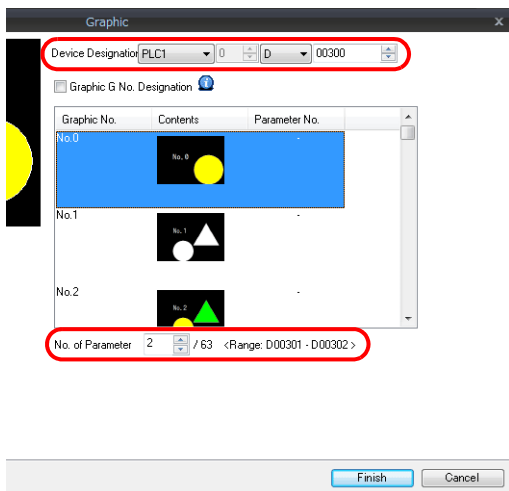 Graphic x
Device Designation PLC1 0 D 00300
Graphic G No. Designation
Graphic No. Contents Parameter No.
No.0 No. 0 -
No.1 No. 1 -
No.2 No. 2 -
No. of Parameter 2 / 63 <Range: D00301 - D00302 >
Finish Cancel